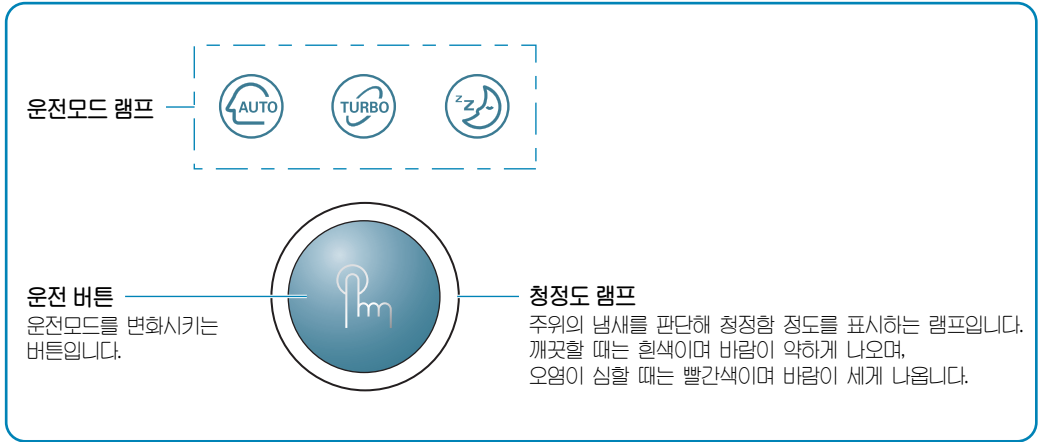 운전모드 램프
AUTO
TURBO
zzz
운전 버튼
운전모드를 변화시키는
버튼입니다.
청정도 램프
주위의 냄새를 판단해 청정함 정도를 표시하는 램프입니다.
깨끗할 때는 흰색이며 바람이 약하게 나오며,
오염이 심할 때는 빨간색이며 바람이 세게 나옵니다.